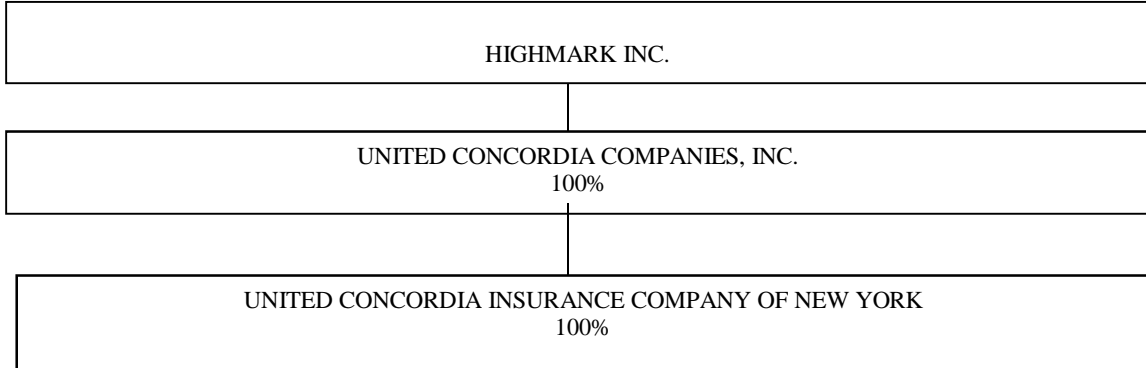 HIGHMARK INC.
UNITED CONCORDIA COMPANIES, INC.
100%
UNITED CONCORDIA INSURANCE COMPANY OF NEW YORK
100%